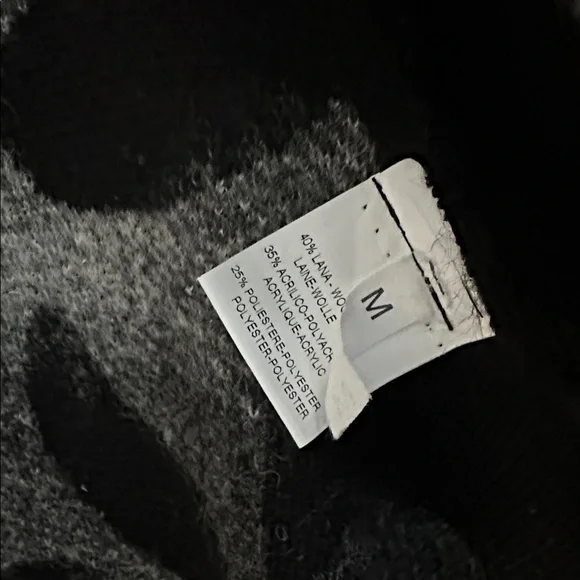 40% LANA - WO
LAINE-WOLLE
35% ACRILICO-POLYACR
ACRYLIQUE-ACRYLIC
25% POLIESTERE-POLYESTER
POLYESTER-POLYESTER
M